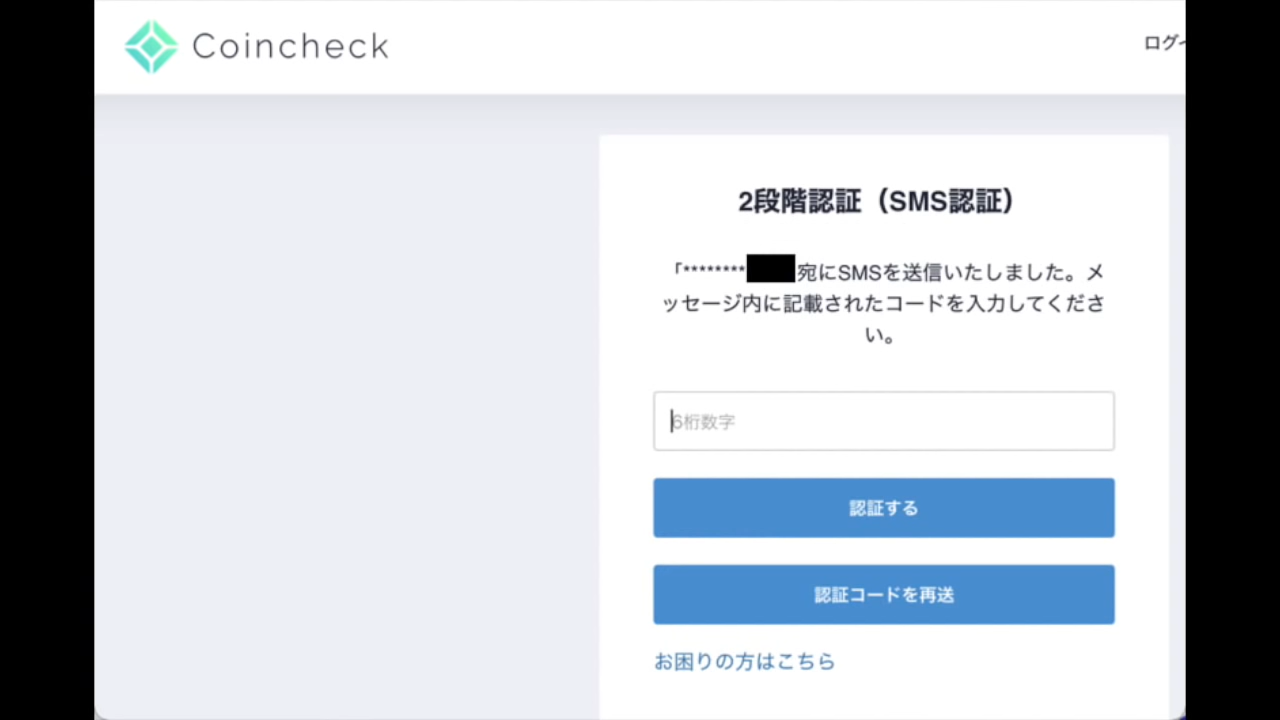 Coincheck
ログイ
2段階認証（SMS認証）
「********宛にSMSを送信いたしました。メ
ッセージ内に記載されたコードを入力してくださ
い。
6桁数字
認証する
認証コードを再送
お困りの方はこちら